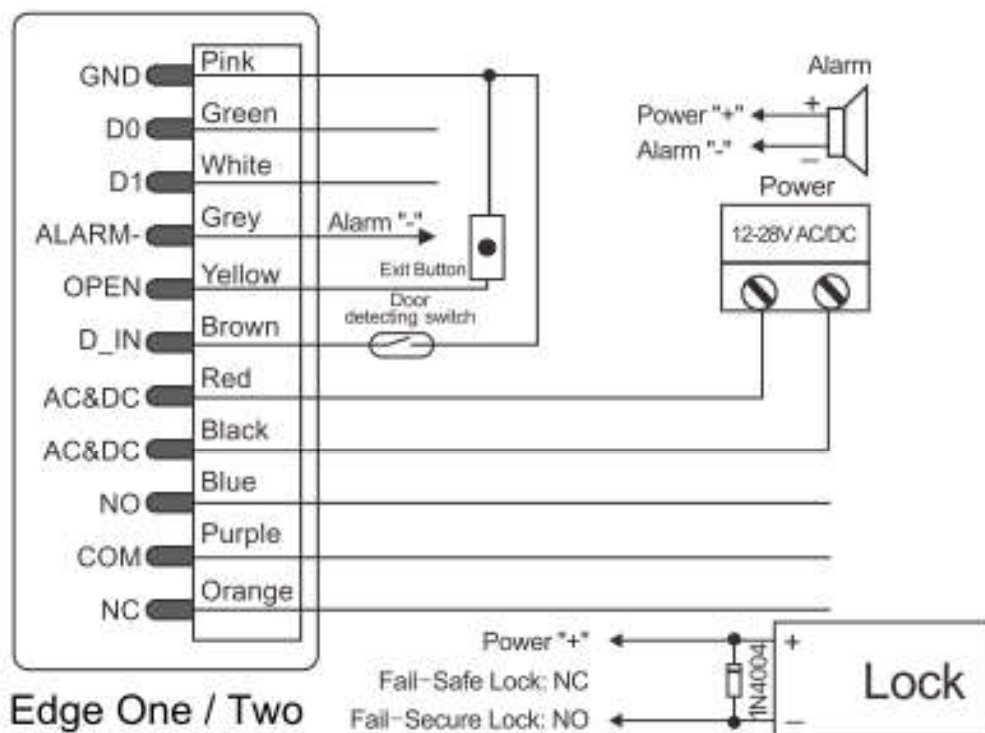 GND Pink
D0 Green
D1 White
ALARM- Grey Alarm "-"
OPEN Yellow
D_IN Brown
AC&DC Red
AC&DC Black
NO Blue
COM Purple
NC Orange
Exit Button
Door
detecting switch
Alarm
Power "+" +
Alarm "-" −
Power
12-28V AC/DC
Power "+" +
Fail-Safe Lock: NC
Fail-Secure Lock: NO −
1N4004
Lock
Edge One / Two